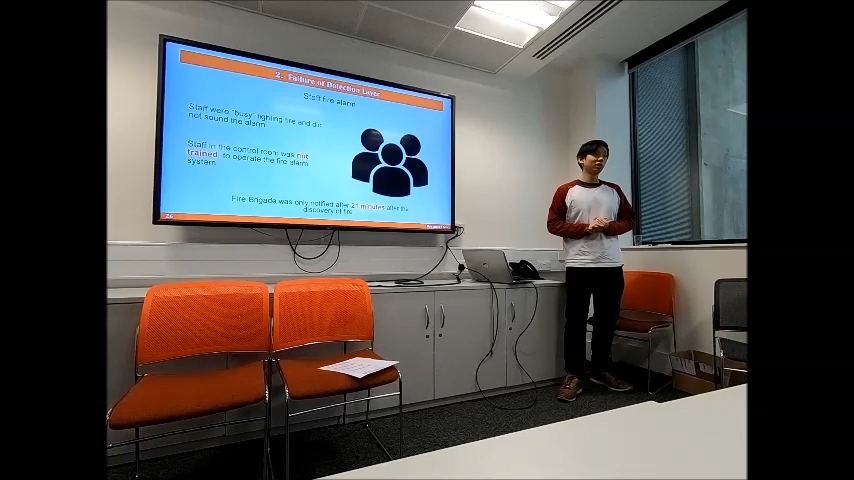 2. Failure of Detection Layer
Staff fire alarm
Staff were "busy" fighting fire and did
not sound the alarm
Staff in the control room was not
trained to operate the fire alarm
system
Fire Brigade was only notified after 21 minutes after the
discovery of fire
26